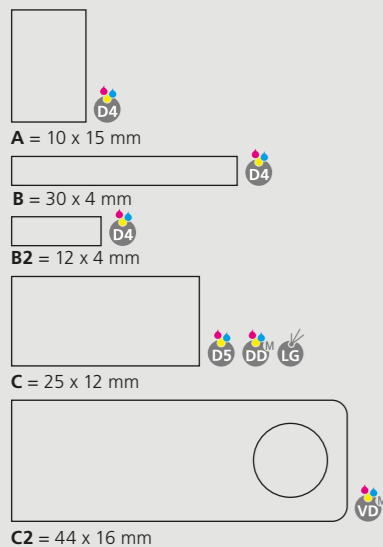 D4
A = 10 x 15 mm
D4
B = 30 x 4 mm
D4
B2 = 12 x 4 mm
D5 DD M LG
C = 25 x 12 mm
VD M
C2 = 44 x 16 mm